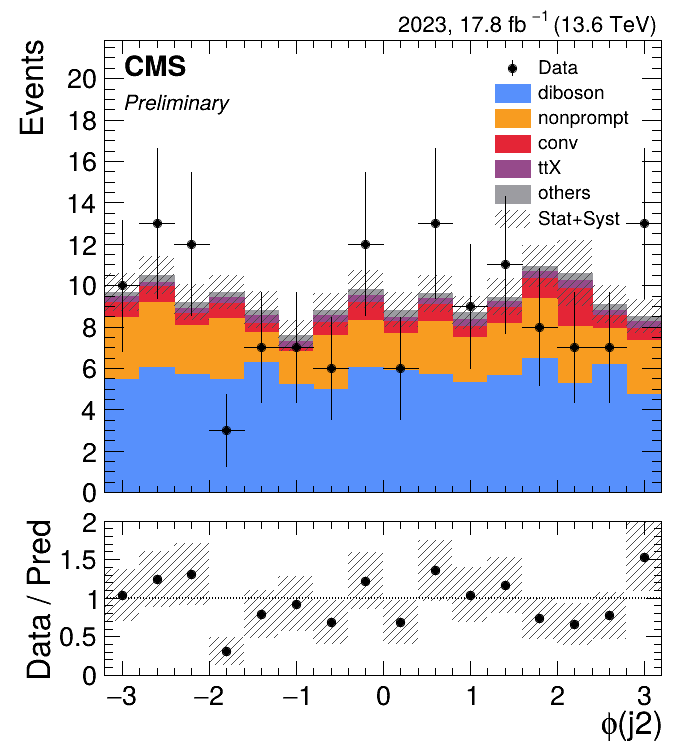 2023, 17.8 fb⁻¹ (13.6 TeV)
CMS
Preliminary
Events
Data
diboson
nonprompt
conv
ttX
others
Stat+Syst
20
18
16
14
12
10
8
6
4
2
0
Data / Pred
2
1.5
1
0.5
0
−3 −2 −1 0 1 2 3
ϕ(j2)